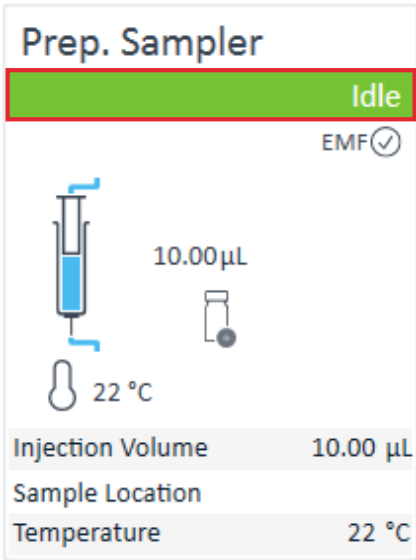 Prep. Sampler
Idle
EMF
10.00 µL
22 °C
Injection Volume 10.00 µL
Sample Location
Temperature 22 °C